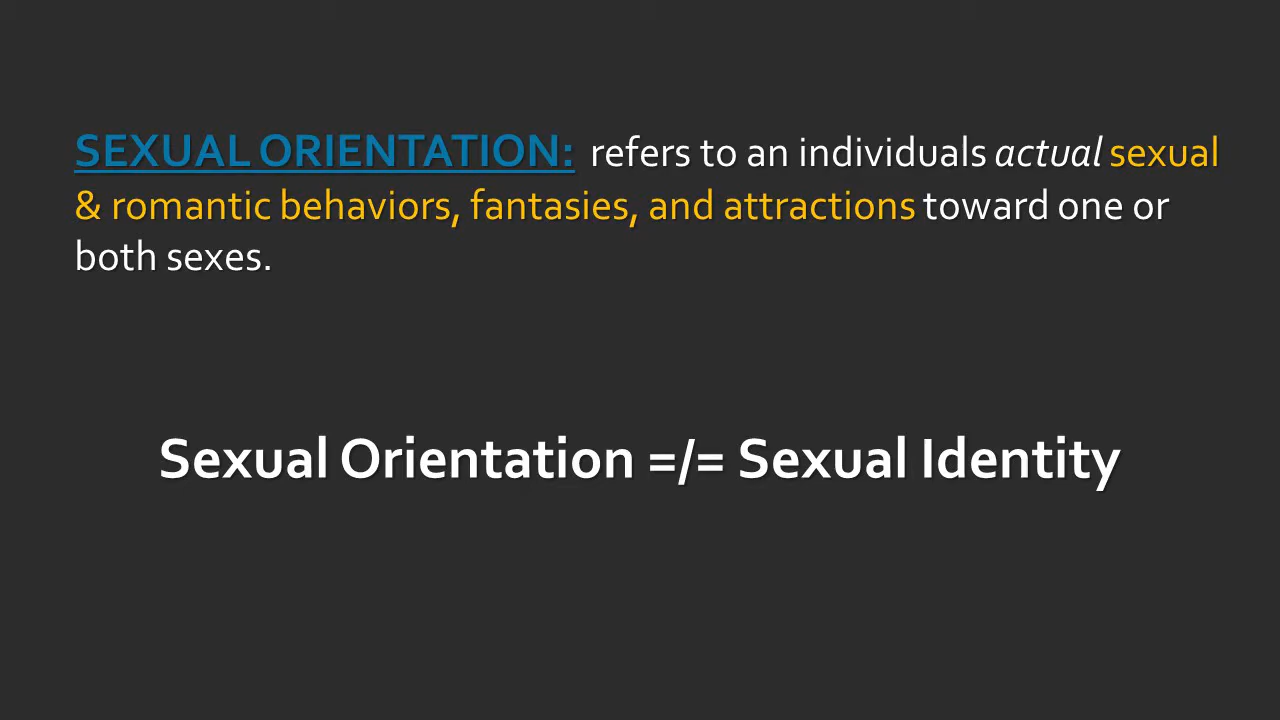 SEXUAL ORIENTATION: refers to an individuals actual sexual
& romantic behaviors, fantasies, and attractions toward one or
both sexes.
Sexual Orientation =/= Sexual Identity